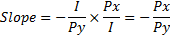 Slope = − I/Py × Px/I = − Px/Py